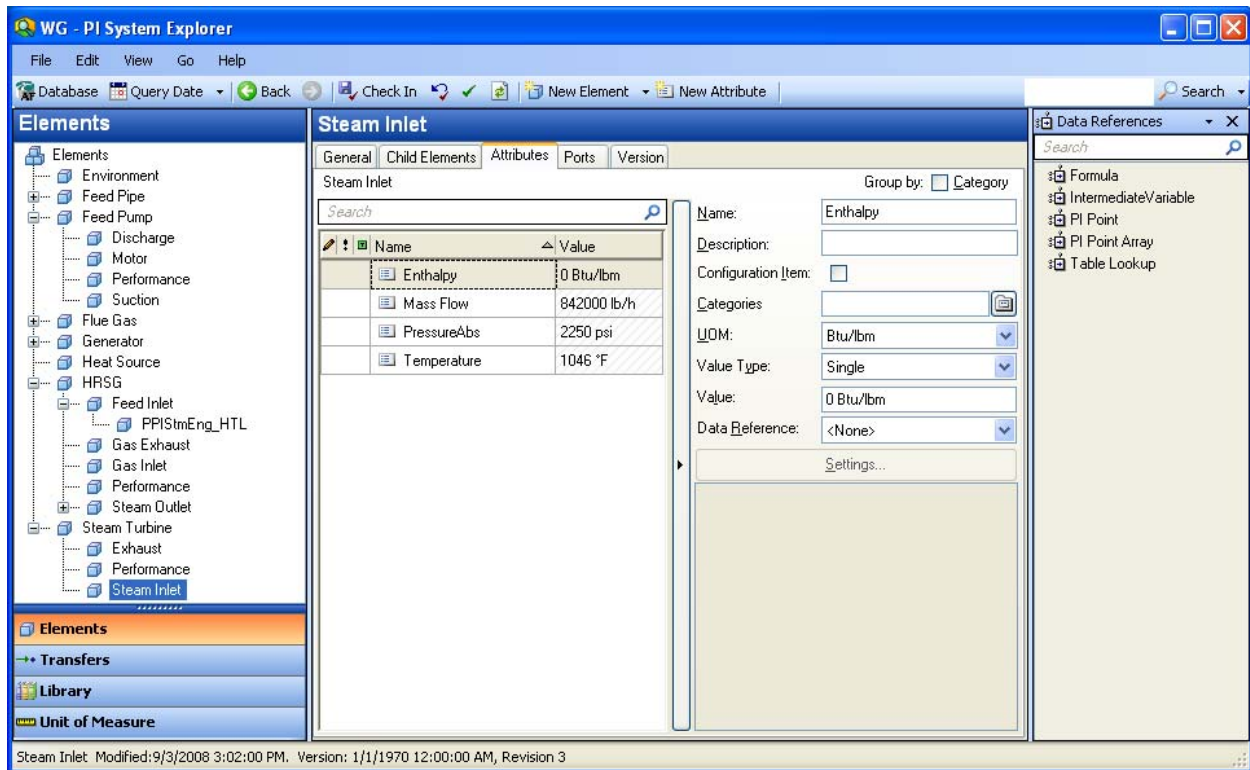 WG - PI System Explorer
File Edit View Go Help
Database Query Date Back Check In New Element New Attribute Search
Elements
Elements
Environment
Feed Pipe
Feed Pump
Discharge
Motor
Performance
Suction
Flue Gas
Generator
Heat Source
HRSG
Feed Inlet
PPIStmEng_HTL
Gas Exhaust
Gas Inlet
Performance
Steam Outlet
Steam Turbine
Exhaust
Performance
Steam Inlet
Elements
Transfers
Library
Unit of Measure
Steam Inlet
General Child Elements Attributes Ports Version
Steam Inlet Group by: Category
Search
Name Value
Enthalpy 0 Btu/lbm
Mass Flow 842000 lb/h
PressureAbs 2250 psi
Temperature 1046 °F
Name: Enthalpy
Description:
Configuration Item:
Categories
UOM: Btu/lbm
Value Type: Single
Value: 0 Btu/lbm
Data Reference: <None>
Settings...
Data References
Search
Formula
IntermediateVariable
PI Point
PI Point Array
Table Lookup
Steam Inlet Modified:9/3/2008 3:02:00 PM. Version: 1/1/1970 12:00:00 AM, Revision 3